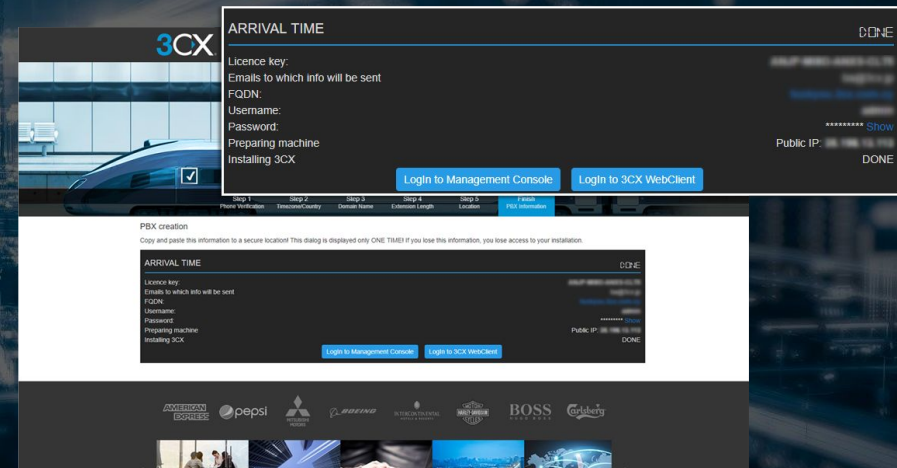 3CX
ARRIVAL TIME DONE
Licence key:
Emails to which info will be sent
FQDN:
Username:
Password: ********* Show
Preparing machine Public IP:
Installing 3CX DONE
LogIn to Management Console LogIn to 3CX WebClient
Step 1 Step 2 Step 3 Step 4 Step 5 Finish
Phone Verification Timezone/Country Domain Name Extension Length Location PBX Information
PBX creation
Copy and paste this information to a secure location! This dialog is displayed only ONE TIME! If you lose this information, you lose access to your installation.
ARRIVAL TIME DONE
Licence key:
Emails to which info will be sent
FQDN:
Username:
Password: ********* Show
Preparing machine Public IP:
Installing 3CX DONE
LogIn to Management Console LogIn to 3CX WebClient
AMERICAN EXPRESS pepsi MITSUBISHI MOTORS BOEING INTERCONTINENTAL HARLEY-DAVIDSON BOSS HUGO BOSS Carlsberg